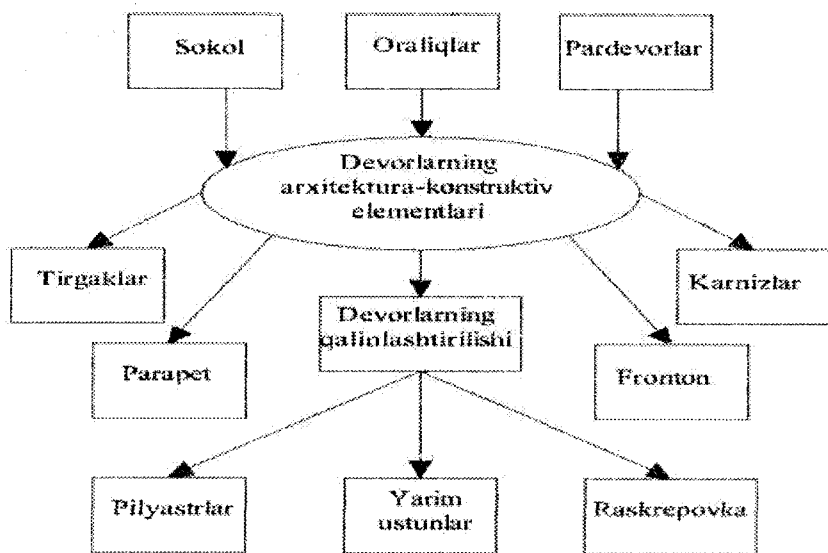 Sokol
Oraliqlar
Pardevorlar
Devorlarning
arxitektura-konstruktiv
elementlari
Tirgaklar
Karnizlar
Devorlarning
qalinlashtirilishi
Parapet
Fronton
Pilyastrlar
Yarim
ustunlar
Raskrepovka